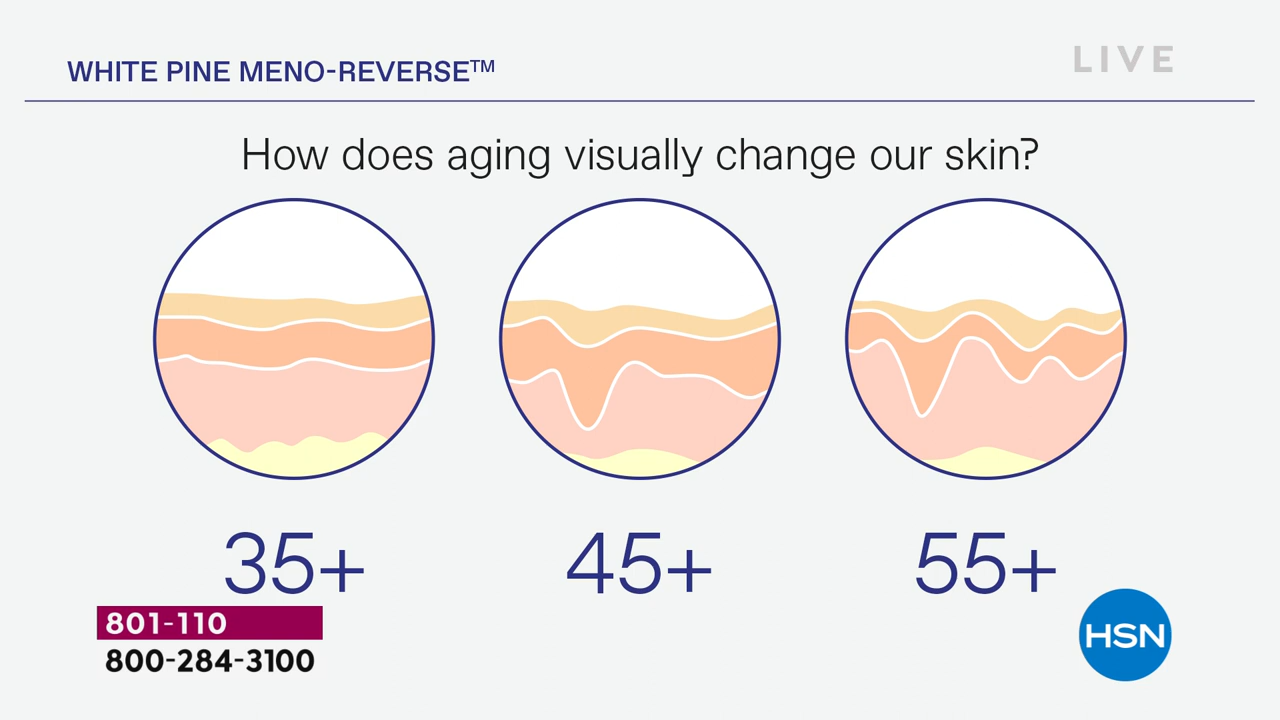 WHITE PINE MENO-REVERSE™
LIVE
How does aging visually change our skin?
35+
45+
55+
801-110
800-284-3100
HSN